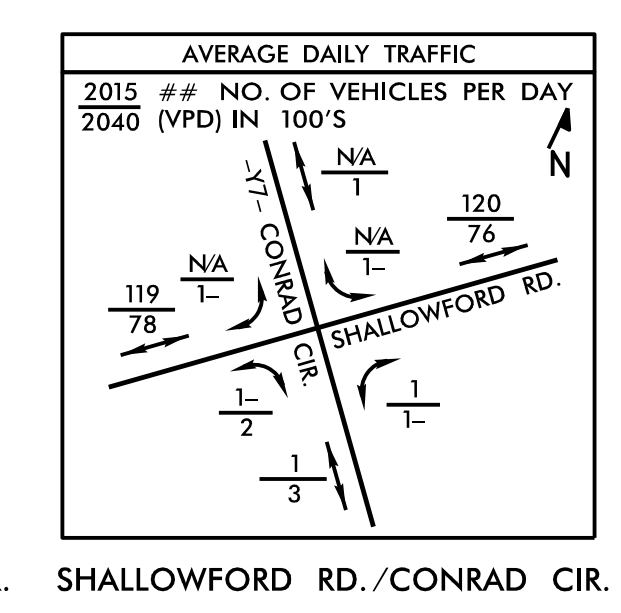 AVERAGE DAILY TRAFFIC
2015 ## NO. OF VEHICLES PER DAY
2040 (VPD) IN 100'S
N
N/A
1
-Y7- CONRAD CIR.
120
76
N/A
1-
N/A
1-
119
78
SHALLOWFORD RD.
1-
2
1
1-
1
3
SHALLOWFORD RD./CONRAD CIR.